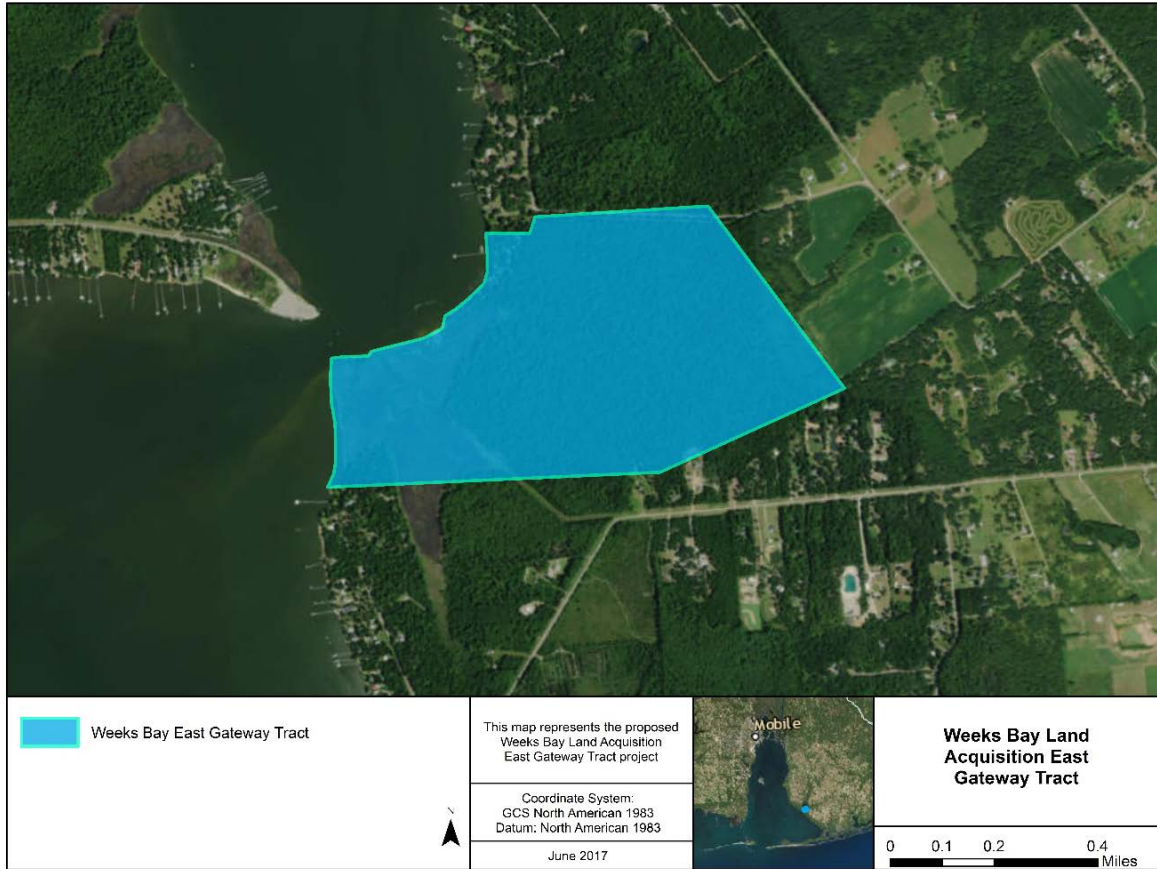 Weeks Bay East Gateway Tract
N
This map represents the proposed
Weeks Bay Land Acquisition
East Gateway Tract project
Coordinate System:
GCS North American 1983
Datum: North American 1983
June 2017
Mobile
Weeks Bay Land
Acquisition East
Gateway Tract
0 0.1 0.2 0.4
Miles